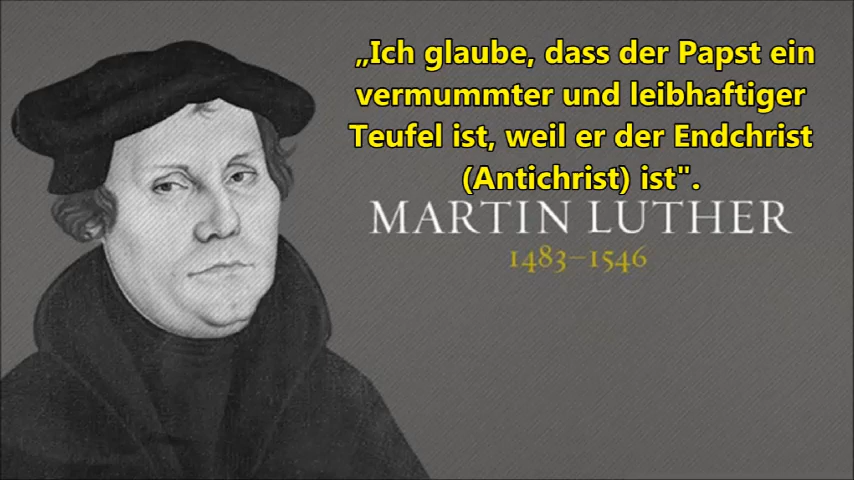 „Ich glaube, dass der Papst ein
vermummter und leibhaftiger
Teufel ist, weil er der Endchrist
(Antichrist) ist".
MARTIN LUTHER
1483–1546